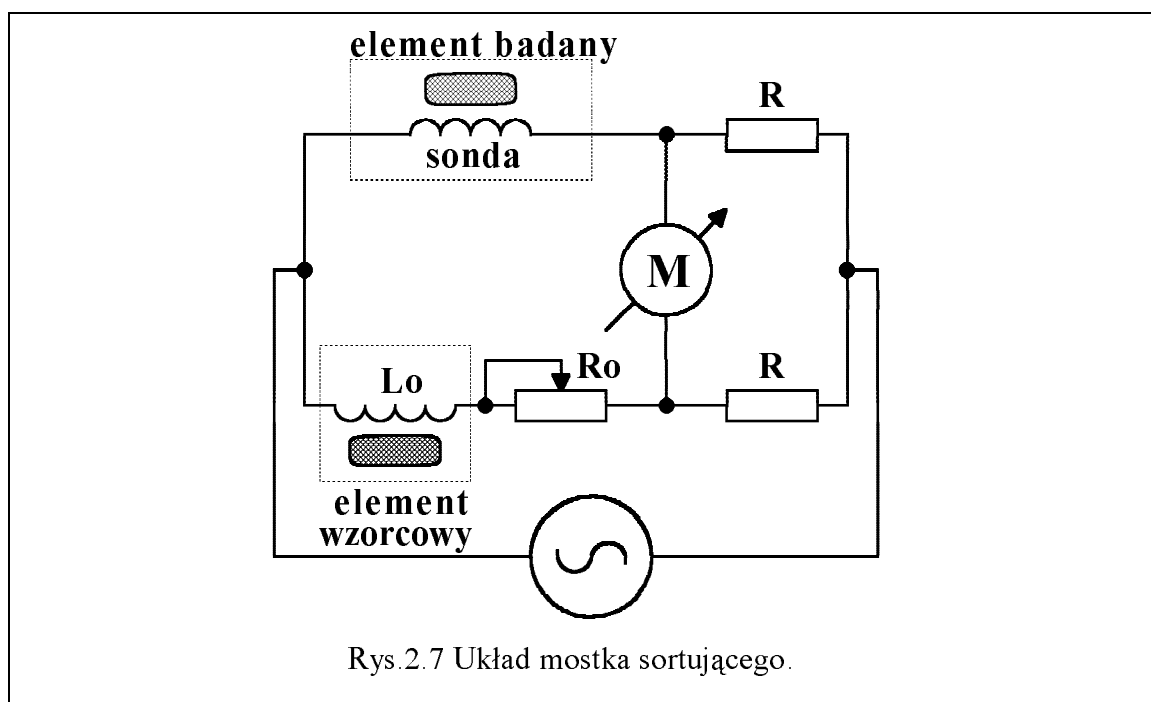 element badany
sonda
R
M
Lo
Ro
R
element
wzorcowy
Rys.2.7 Układ mostka sortującego.